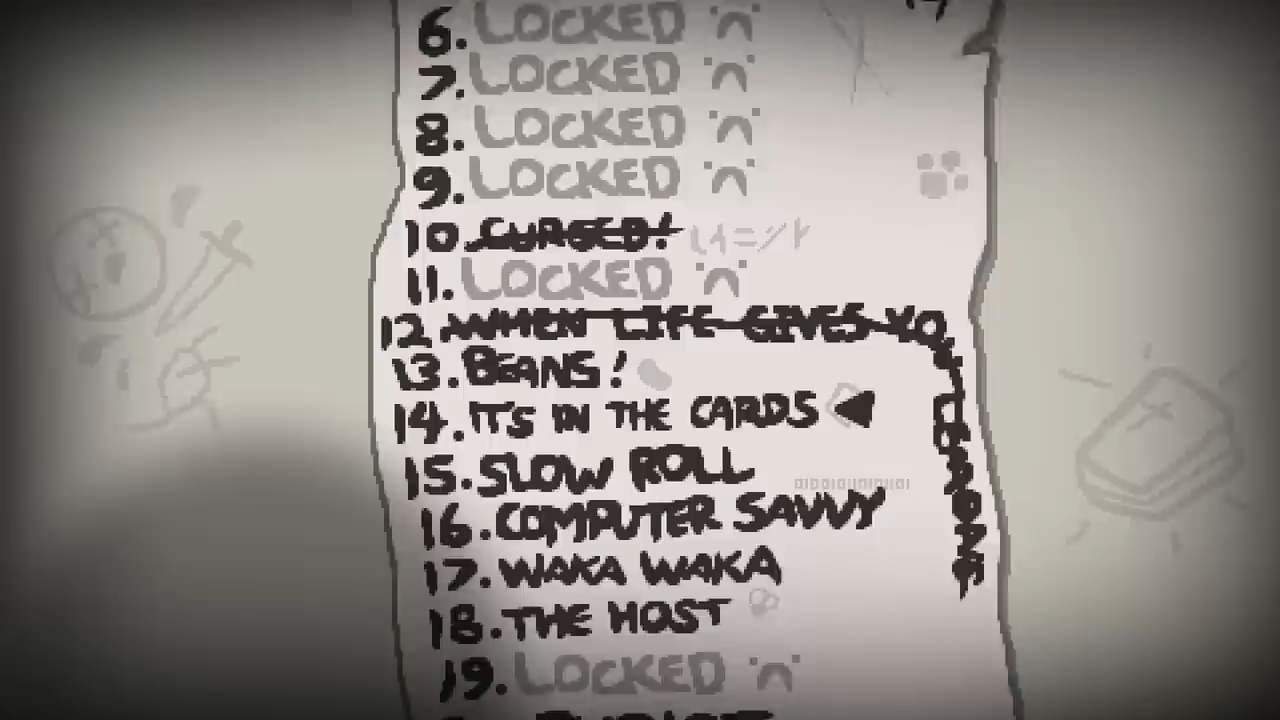 6. LOCKED
7. LOCKED
8. LOCKED
9. LOCKED
10. CURSED!
11. LOCKED
12 WHEN LIFE GIVES YOU LEMONS
13. BEANS!
14. IT'S IN THE CARDS
15. SLOW ROLL
01010110101101
16. COMPUTER SAVVY
17. WAKA WAKA
18. THE HOST
19. LOCKED